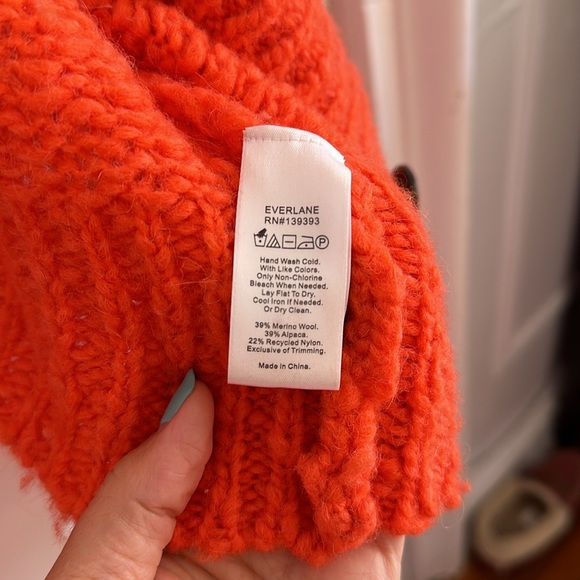 EVERLANE
RN#139393
P
Hand Wash Cold.
With Like Colors.
Only Non-Chlorine
Bleach When Needed.
Lay Flat To Dry.
Cool Iron If Needed.
Or Dry Clean.
39% Merino Wool.
39% Alpaca.
22% Recycled Nylon.
Exclusive of Trimming.
Made in China.